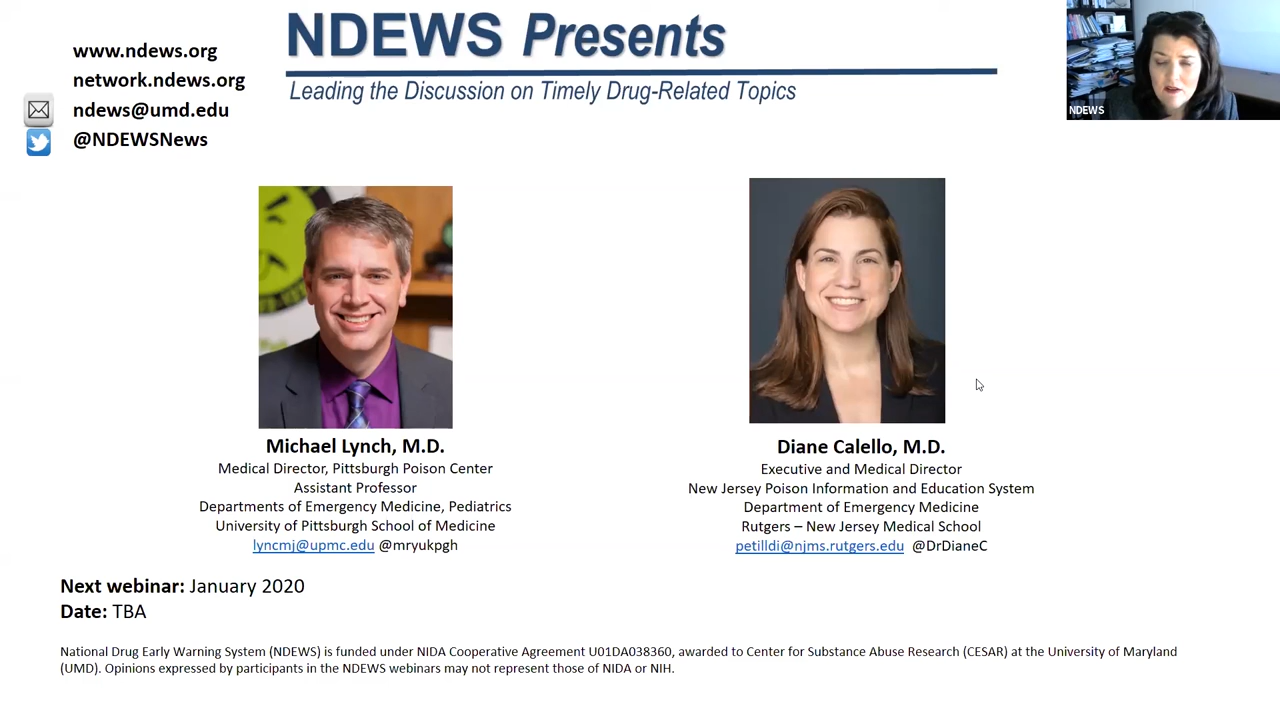 www.ndews.org
network.ndews.org
ndews@umd.edu
@NDEWSNews
NDEWS Presents
Leading the Discussion on Timely Drug-Related Topics
NDEWS
Michael Lynch, M.D.
Medical Director, Pittsburgh Poison Center
Assistant Professor
Departments of Emergency Medicine, Pediatrics
University of Pittsburgh School of Medicine
lyncmj@upmc.edu @mryukpgh
Diane Calello, M.D.
Executive and Medical Director
New Jersey Poison Information and Education System
Department of Emergency Medicine
Rutgers – New Jersey Medical School
petilldi@njms.rutgers.edu @DrDianeC
Next webinar: January 2020
Date: TBA
National Drug Early Warning System (NDEWS) is funded under NIDA Cooperative Agreement U01DA038360, awarded to Center for Substance Abuse Research (CESAR) at the University of Maryland
(UMD). Opinions expressed by participants in the NDEWS webinars may not represent those of NIDA or NIH.